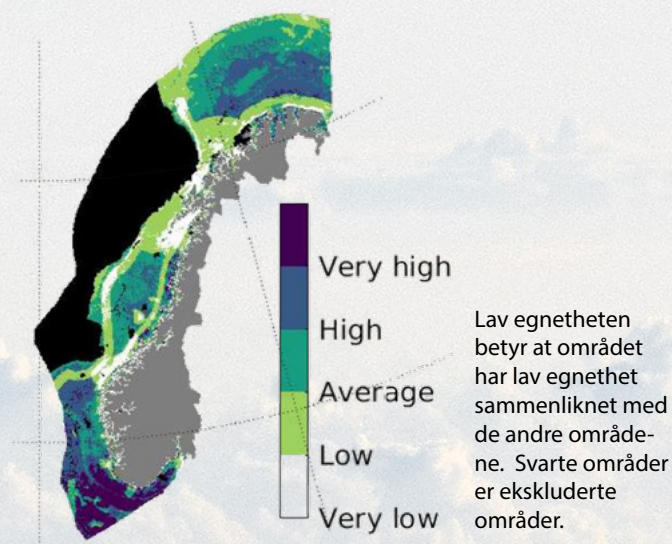 Very high
High
Average
Low
Very low
Lav egnetheten
betyr at området
har lav egnethet
sammenliknet med
de andre område-
ne. Svarte områder
er ekskluderte
områder.